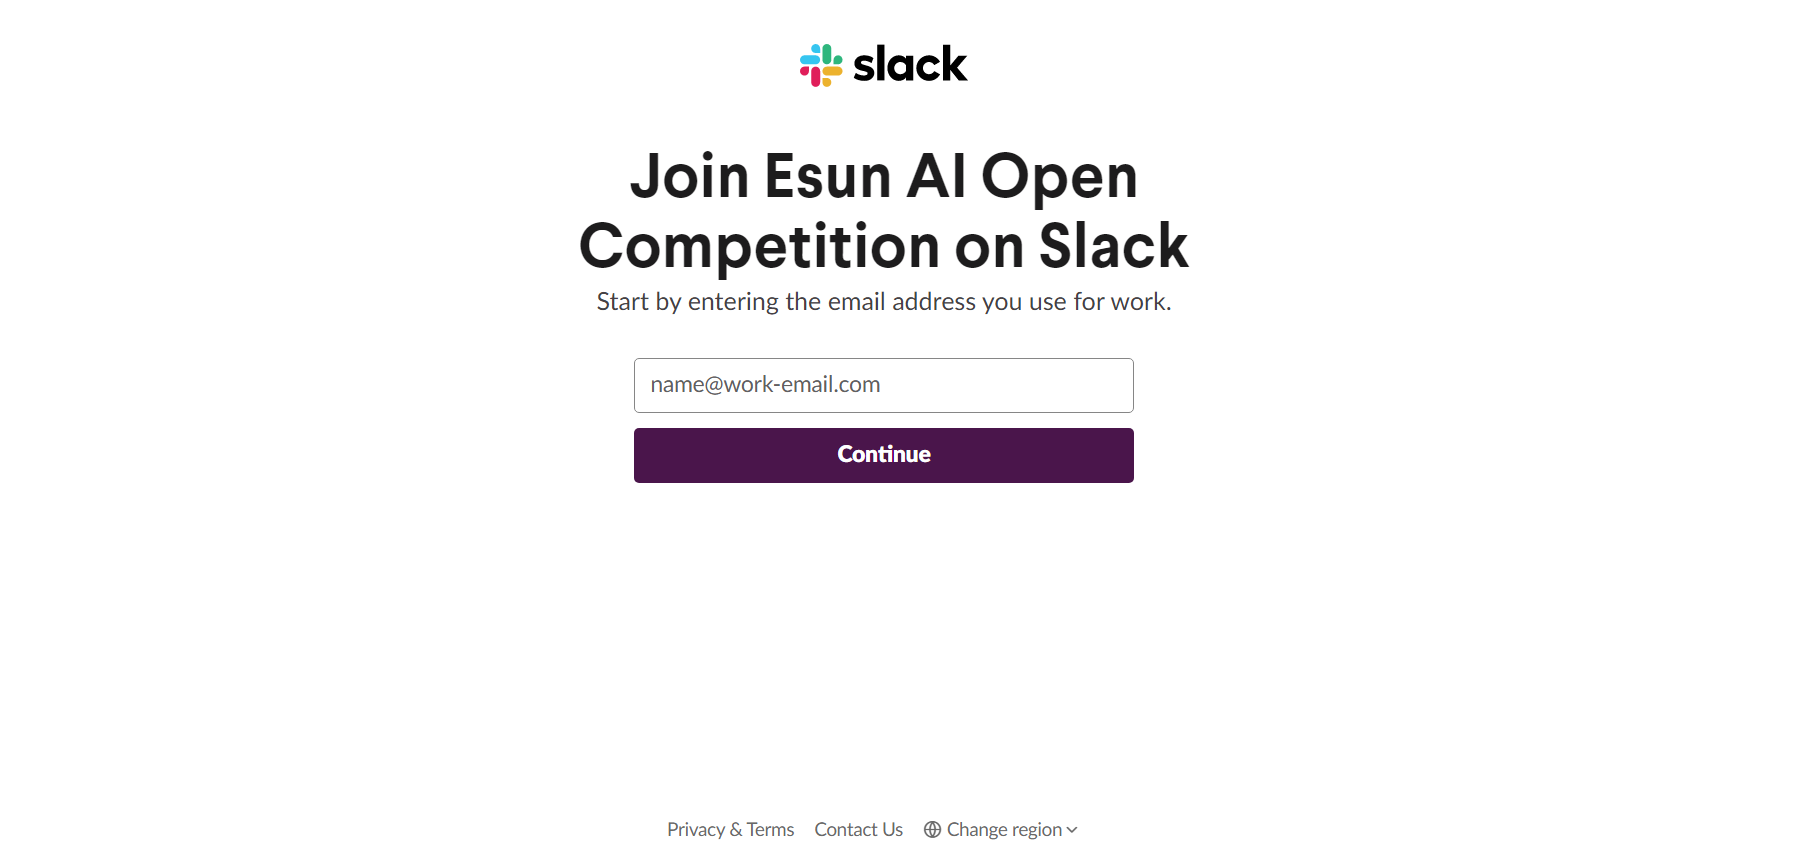 slack
Join Esun AI Open
Competition on Slack
Start by entering the email address you use for work.
name@work-email.com
Continue
Privacy & Terms Contact Us Change region